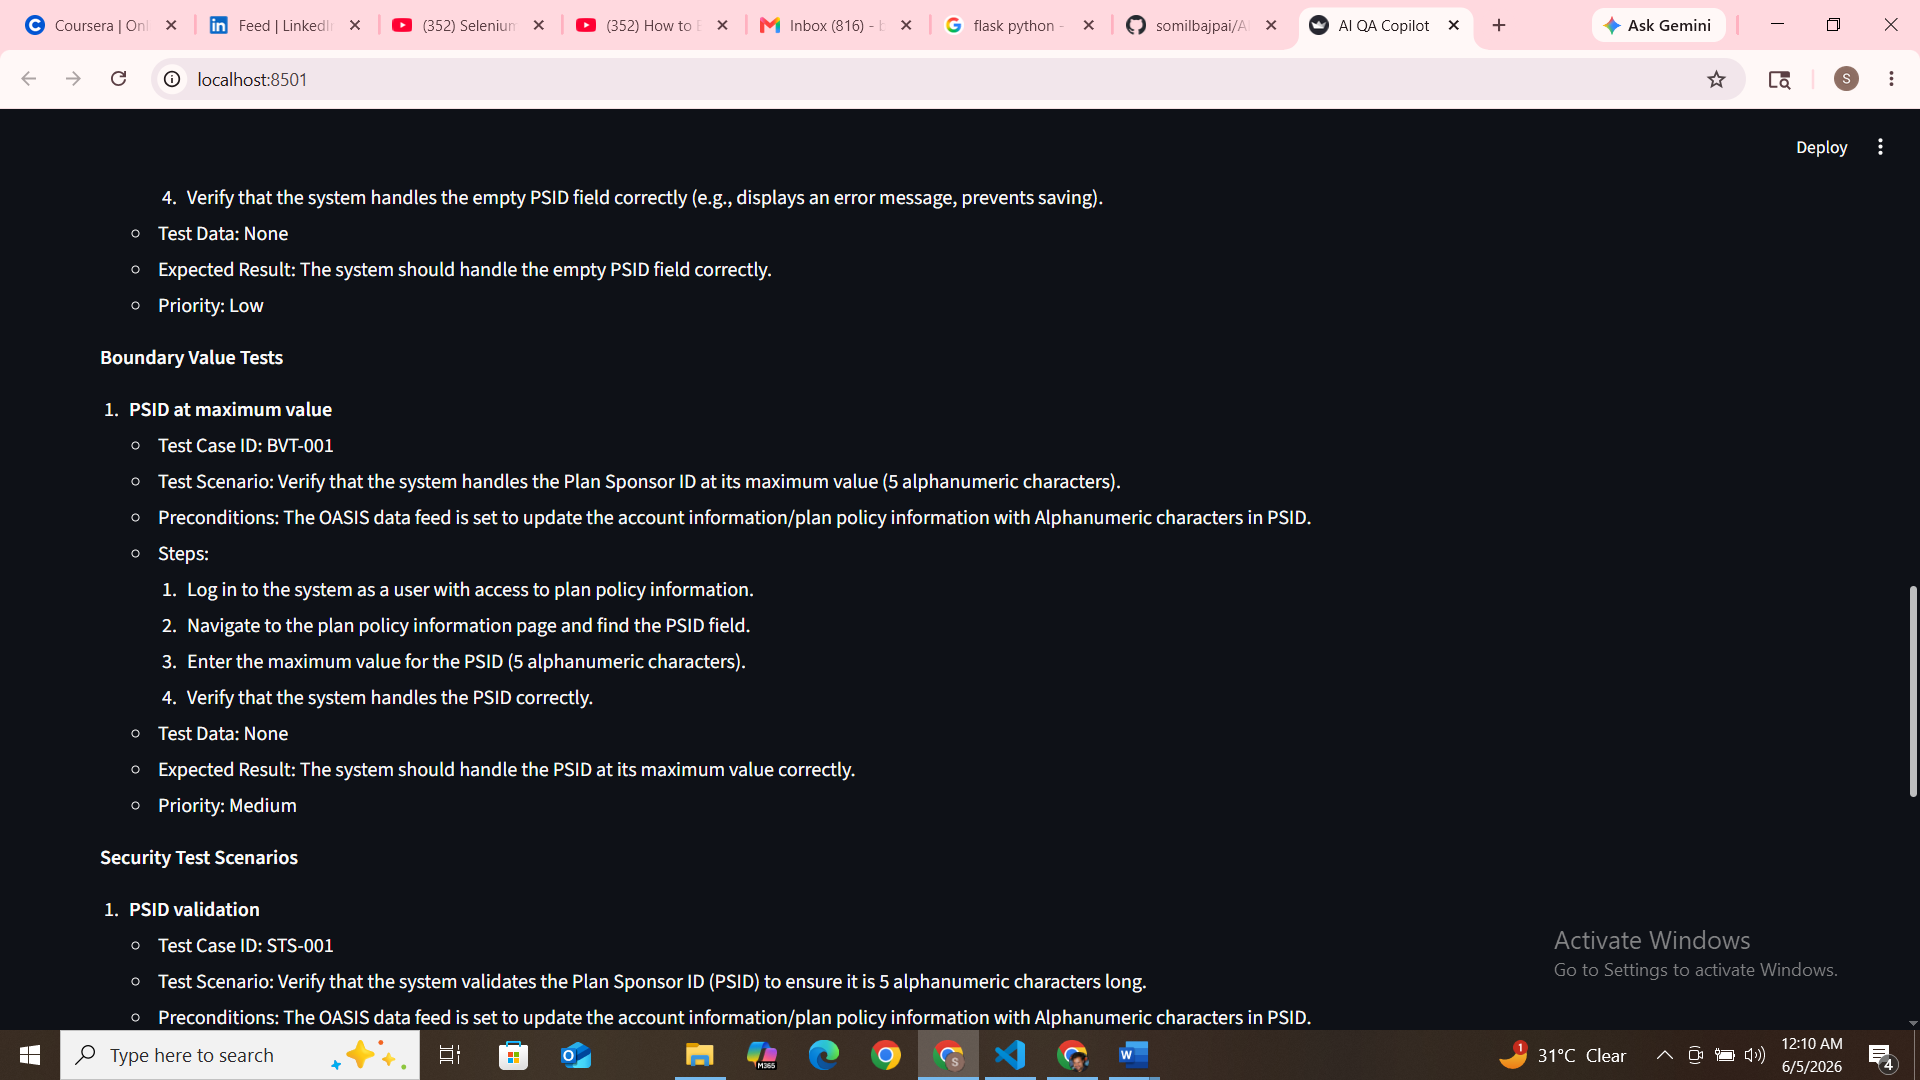 Coursera | Onl
Feed | LinkedIn
(352) Selenium
(352) How to E
Inbox (816) - b
flask python -
somilbajpai/AI
AI QA Copilot
Ask Gemini
localhost:8501
S
Deploy
4. Verify that the system handles the empty PSID field correctly (e.g., displays an error message, prevents saving).
Test Data: None
Expected Result: The system should handle the empty PSID field correctly.
Priority: Low
Boundary Value Tests
1. PSID at maximum value
Test Case ID: BVT-001
Test Scenario: Verify that the system handles the Plan Sponsor ID at its maximum value (5 alphanumeric characters).
Preconditions: The OASIS data feed is set to update the account information/plan policy information with Alphanumeric characters in PSID.
Steps:
1. Log in to the system as a user with access to plan policy information.
2. Navigate to the plan policy information page and find the PSID field.
3. Enter the maximum value for the PSID (5 alphanumeric characters).
4. Verify that the system handles the PSID correctly.
Test Data: None
Expected Result: The system should handle the PSID at its maximum value correctly.
Priority: Medium
Security Test Scenarios
1. PSID validation
Test Case ID: STS-001
Test Scenario: Verify that the system validates the Plan Sponsor ID (PSID) to ensure it is 5 alphanumeric characters long.
Preconditions: The OASIS data feed is set to update the account information/plan policy information with Alphanumeric characters in PSID.
Activate Windows
Go to Settings to activate Windows.
Type here to search
M365
1
31°C Clear
12:10 AM
6/5/2026
4